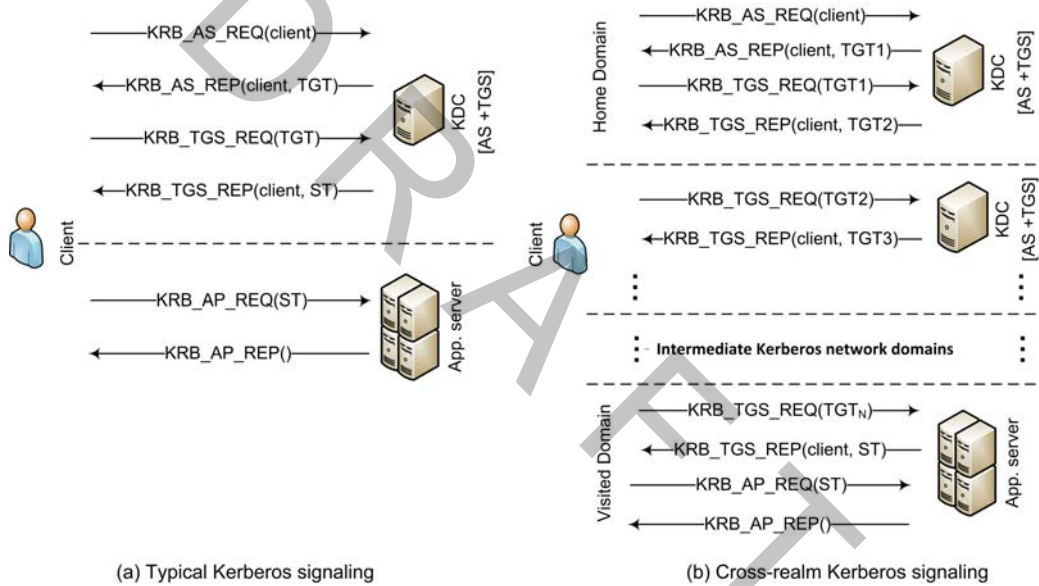 KRB_AS_REQ(client)
KRB_AS_REP(client, TGT)
KRB_TGS_REQ(TGT)
KRB_TGS_REP(client, ST)
KDC
[AS +TGS]
Client
KRB_AP_REQ(ST)
KRB_AP_REP()
App. server
(a) Typical Kerberos signaling
Home Domain
KRB_AS_REQ(client)
KRB_AS_REP(client, TGT1)
KRB_TGS_REQ(TGT1)
KRB_TGS_REP(client, TGT2)
KDC
[AS +TGS]
Client
KRB_TGS_REQ(TGT2)
KRB_TGS_REP(client, TGT3)
KDC
[AS +TGS]
Intermediate Kerberos network domains
Visited Domain
KRB_TGS_REQ(TGTN)
KRB_TGS_REP(client, ST)
KRB_AP_REQ(ST)
KRB_AP_REP()
App. server
(b) Cross-realm Kerberos signaling
DRAFT